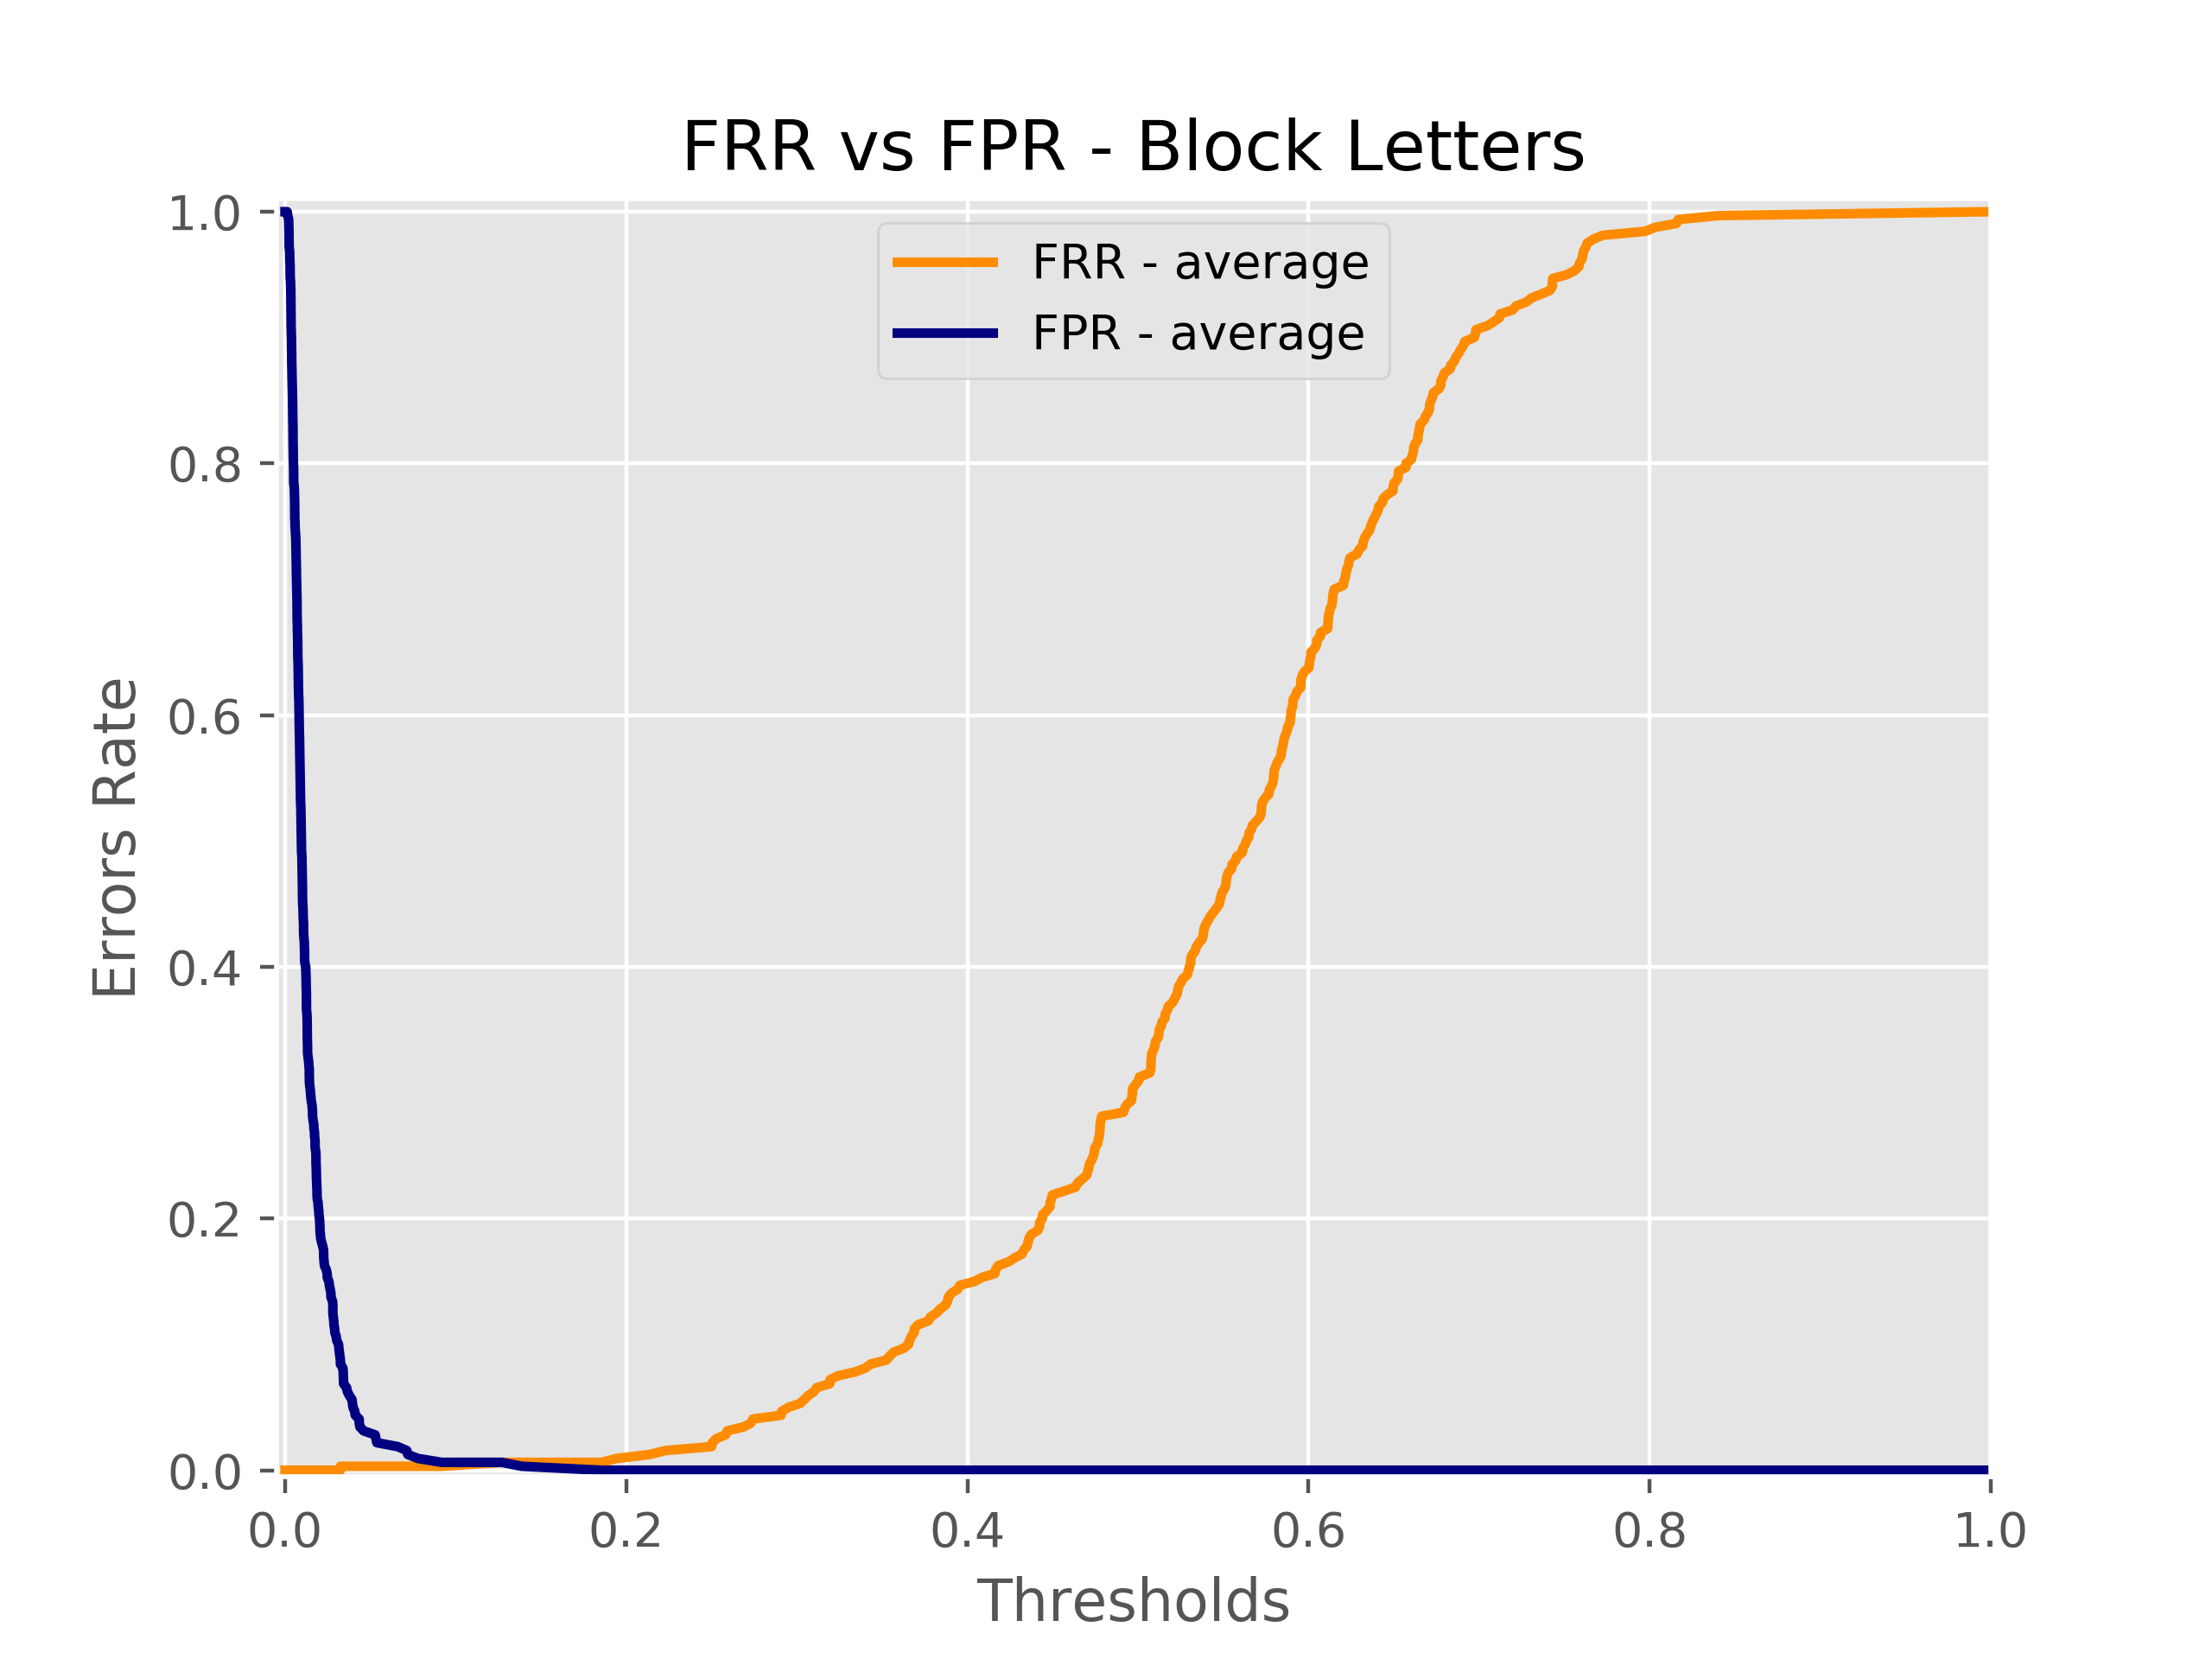 FRR vs FPR - Block Letters
FRR - average
FPR - average
Errors Rate
1.0
0.8
0.6
0.4
0.2
0.0
0.0 0.2 0.4 0.6 0.8 1.0
Thresholds